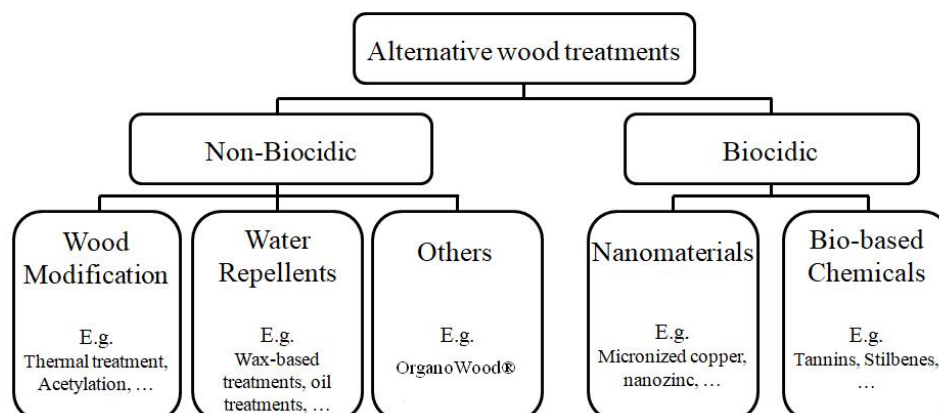 Alternative wood treatments
Non-Biocidic
Biocidic
Wood
Modification
E.g.
Thermal treatment,
Acetylation, …
Water
Repellents
E.g.
Wax-based
treatments, oil
treatments, …
Others
E.g.
OrganoWood®
Nanomaterials
E.g.
Micronized copper,
nanozinc, …
Bio-based
Chemicals
E.g.
Tannins, Stilbenes,
…